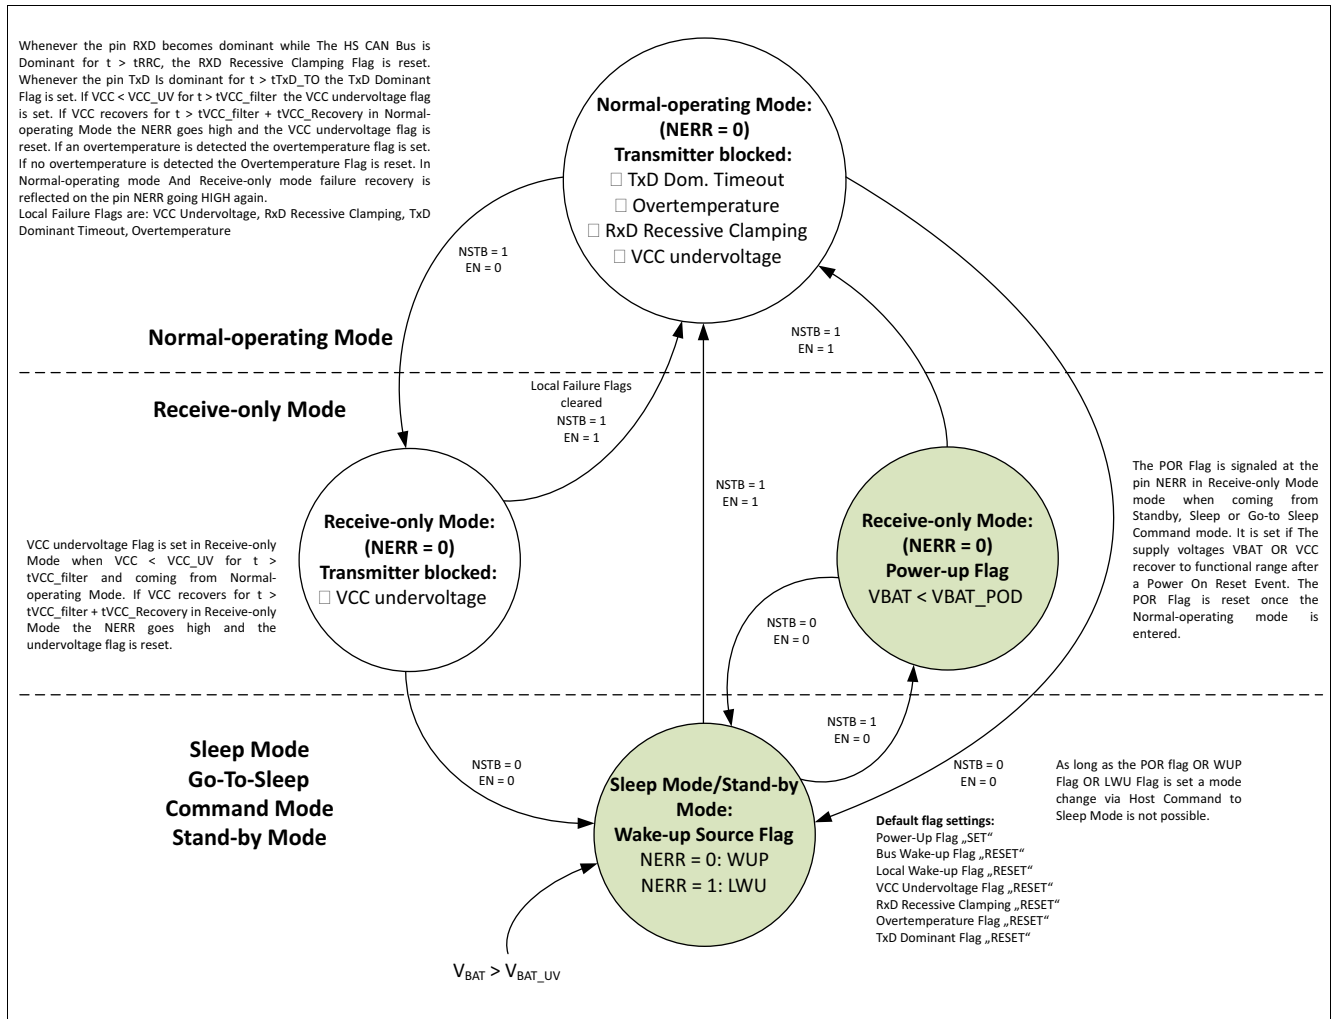 Whenever the pin RXD becomes dominant while The HS CAN Bus is
Dominant for t > tRRC, the RXD Recessive Clamping Flag is reset.
Whenever the pin TxD Is dominant for t > tTxD_TO the TxD Dominant
Flag is set. If VCC < VCC_UV for t > tVCC_filter the VCC undervoltage flag
is set. If VCC recovers for t > tVCC_filter + tVCC_Recovery in Normal-
operating Mode the NERR goes high and the VCC undervoltage flag is
reset. If an overtemperature is detected the overtemperature flag is set.
If no overtemperature is detected the Overtemperature Flag is reset. In
Normal-operating mode And Receive-only mode failure recovery is
reflected on the pin NERR going HIGH again.
Local Failure Flags are: VCC Undervoltage, RxD Recessive Clamping, TxD
Dominant Timeout, Overtemperature
Normal-operating Mode:
(NERR = 0)
Transmitter blocked:
□ TxD Dom. Timeout
□ Overtemperature
□ RxD Recessive Clamping
□ VCC undervoltage
NSTB = 1
EN = 0
Normal-operating Mode
NSTB = 1
EN = 1
Receive-only Mode
Local Failure Flags
cleared
NSTB = 1
EN = 1
NSTB = 1
EN = 1
Receive-only Mode:
(NERR = 0)
Transmitter blocked:
□ VCC undervoltage
Receive-only Mode:
(NERR = 0)
Power-up Flag
VBAT < VBAT_POD
The POR Flag is signaled at the
pin NERR in Receive-only Mode
mode when coming from
Standby, Sleep or Go-to Sleep
Command mode. It is set if The
supply voltages VBAT OR VCC
recover to functional range after
a Power On Reset Event. The
POR Flag is reset once the
Normal-operating mode is
entered.
VCC undervoltage Flag is set in Receive-only
Mode when VCC < VCC_UV for t >
tVCC_filter and coming from Normal-
operating Mode. If VCC recovers for t >
tVCC_filter + tVCC_Recovery in Receive-only
Mode the NERR goes high and the
undervoltage flag is reset.
NSTB = 0
EN = 0
NSTB = 1
EN = 0
Sleep Mode
Go-To-Sleep
Command Mode
Stand-by Mode
NSTB = 0
EN = 0
Sleep Mode/Stand-by
Mode:
Wake-up Source Flag
NERR = 0: WUP
NERR = 1: LWU
NSTB = 0
EN = 0
As long as the POR flag OR WUP
Flag OR LWU Flag is set a mode
change via Host Command to
Sleep Mode is not possible.
Default flag settings:
Power-Up Flag „SET“
Bus Wake-up Flag „RESET“
Local Wake-up Flag „RESET“
VCC Undervoltage Flag „RESET“
RxD Recessive Clamping „RESET“
Overtemperature Flag „RESET“
TxD Dominant Flag „RESET“
VBAT > VBAT_UV